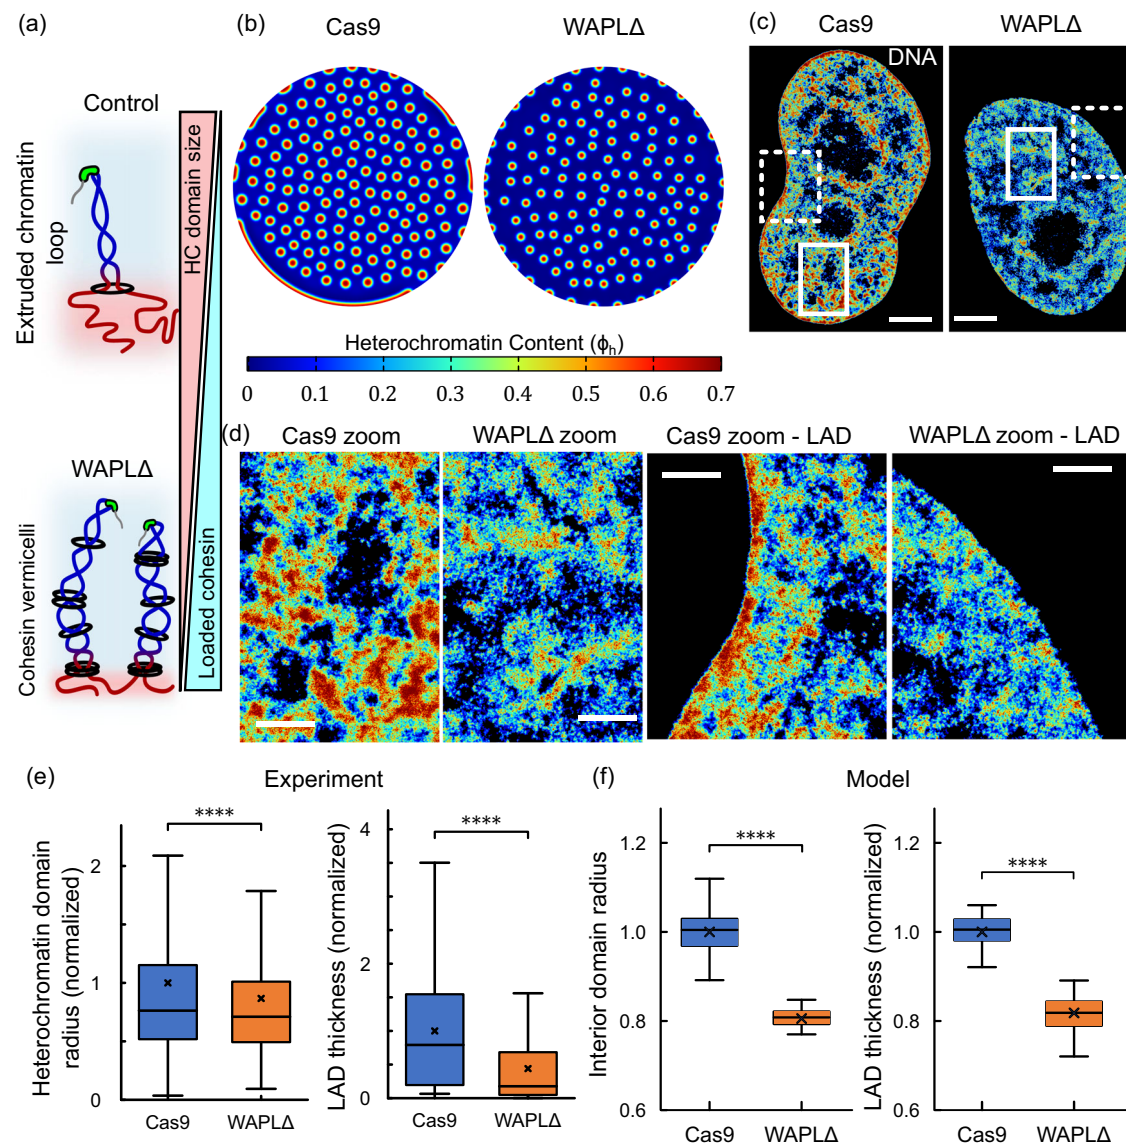 (a)
Control
Extruded chromatin
loop
WAPLΔ
Cohesin vermicelli
HC domain size
Loaded cohesin
(b)
Cas9
WAPLΔ
Heterochromatin Content (ϕh)
0 0.1 0.2 0.3 0.4 0.5 0.6 0.7
(c)
Cas9
WAPLΔ
DNA
(d)
Cas9 zoom
WAPLΔ zoom
Cas9 zoom - LAD
WAPLΔ zoom - LAD
(e)
Experiment
Heterochromatin domain
radius (normalized)
2
1
0
****
Cas9 WAPLΔ
LAD thickness (normalized)
4
2
0
****
Cas9 WAPLΔ
(f)
Model
Interior domain radius
1.2
1.0
0.8
0.6
****
Cas9 WAPLΔ
LAD thickness (normalized)
1.2
1.0
0.8
0.6
****
Cas9 WAPLΔ